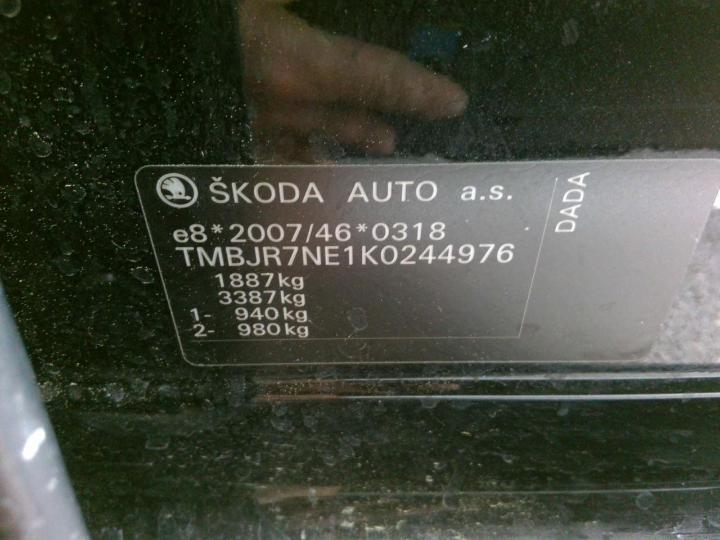 ŠKODA AUTO a.s.
e8*2007/46*0318
TMBJR7NE1K0244976
1887kg
3387kg
1- 940kg
2- 980kg
DADA